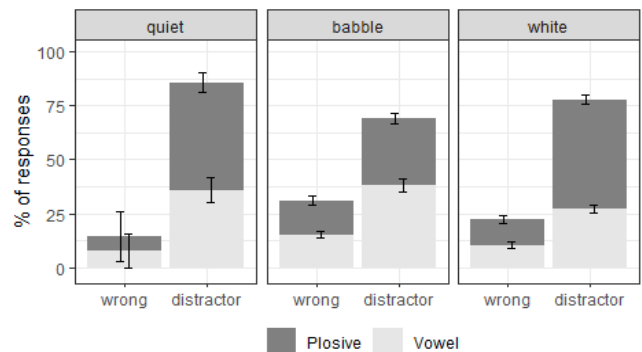 quiet babble white
% of responses
100
75
50
25
0
wrong distractor wrong distractor wrong distractor
Plosive Vowel